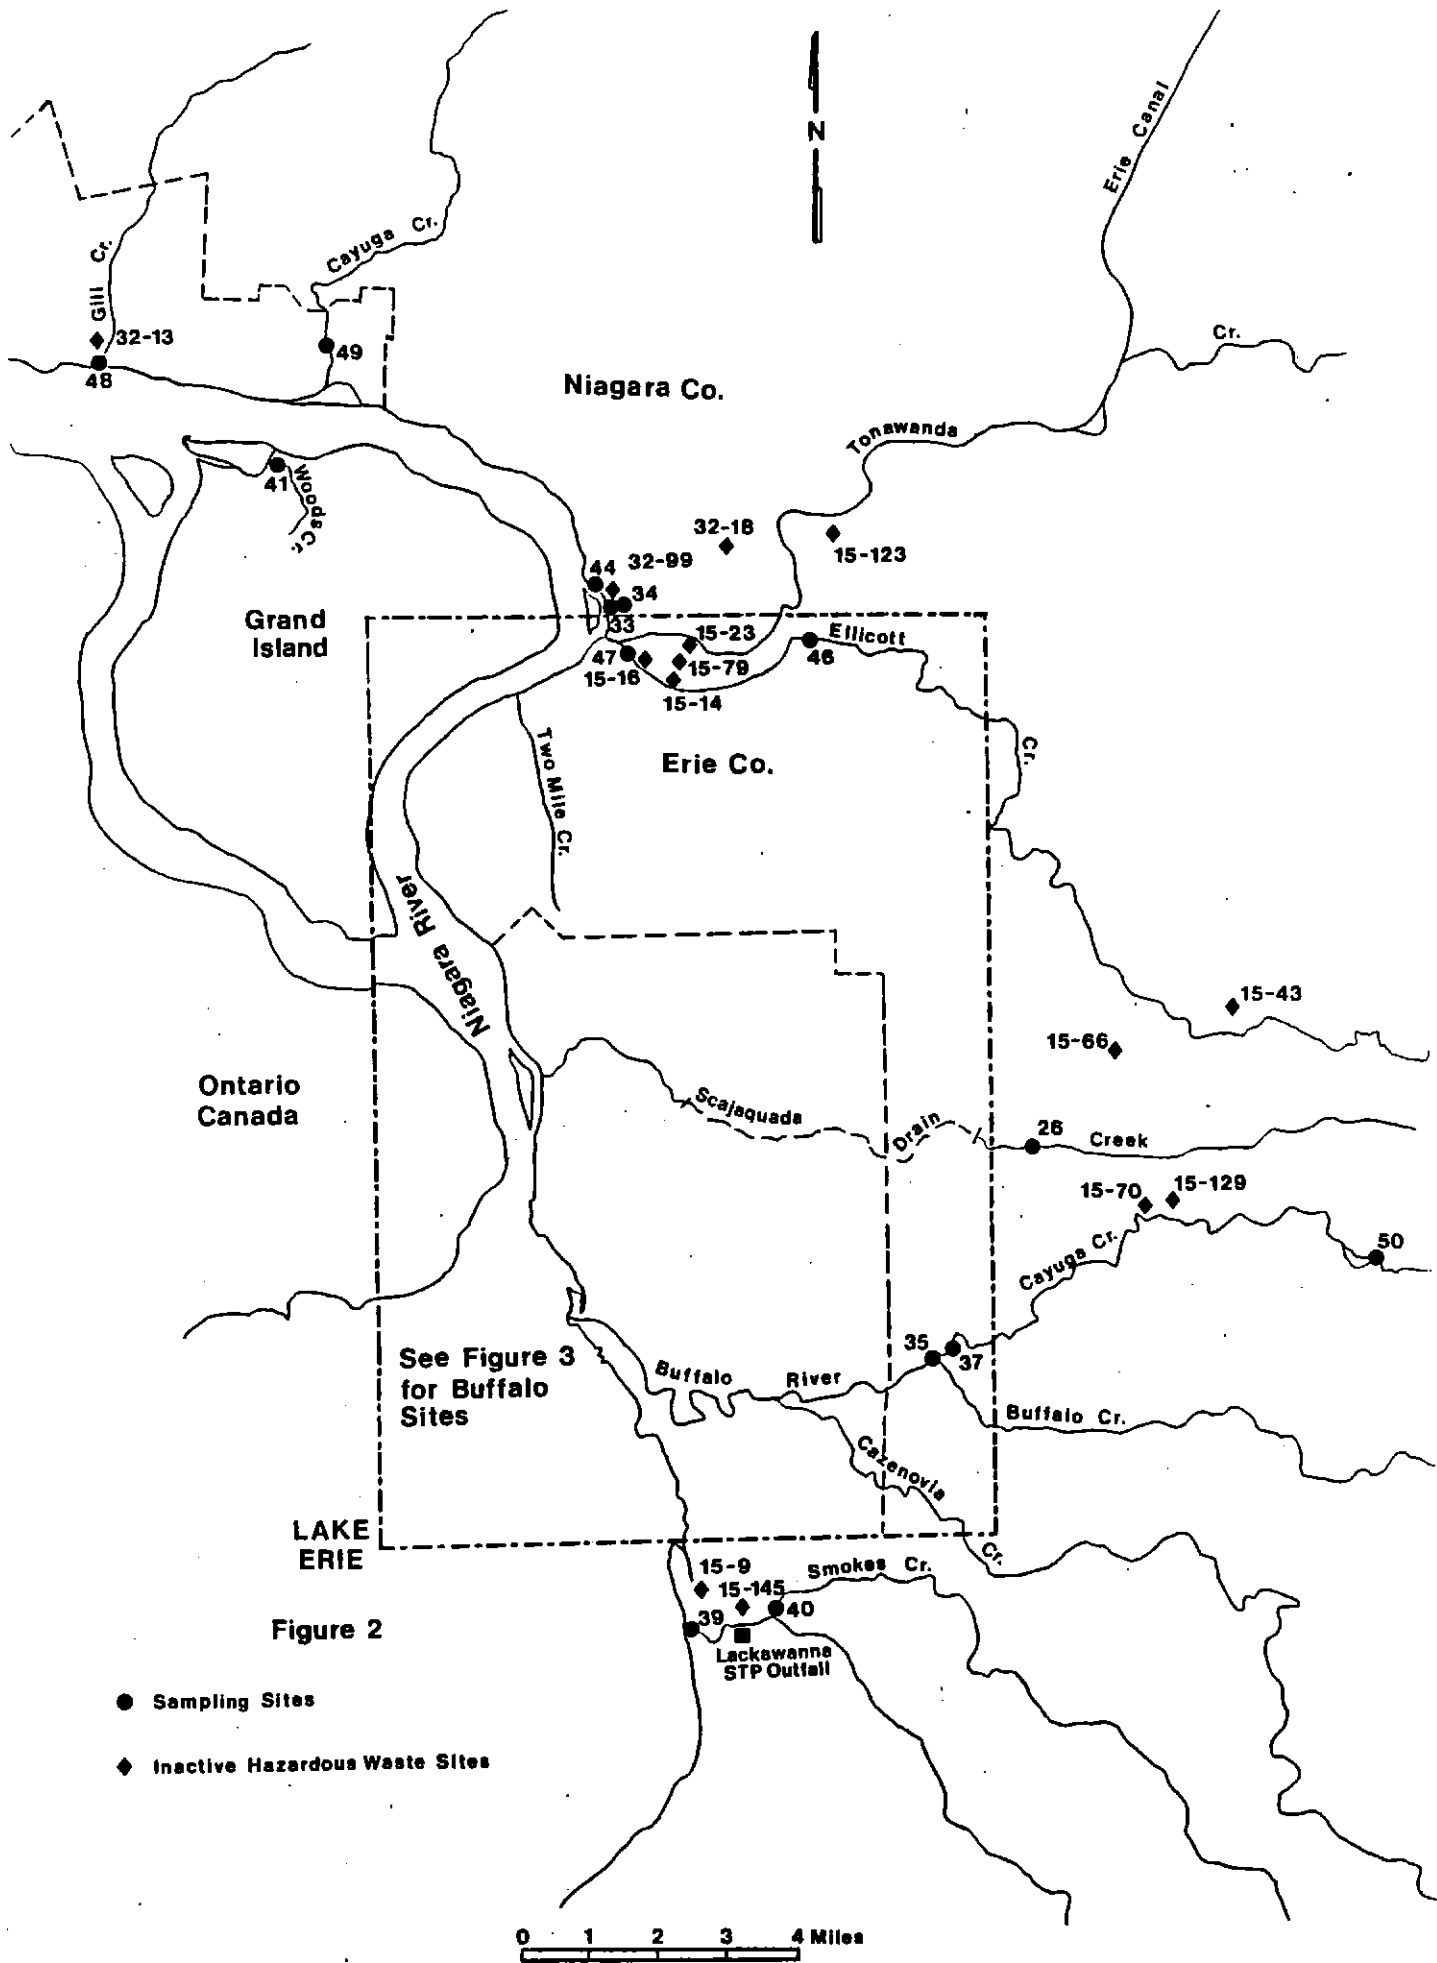 N
Erie Canal
Cayuga Cr.
Gill Cr.
32-13
48
49
Cr.
Niagara Co.
Tonawanda
41
Woods Cr.
32-18
15-123
44
32-99
34
33
Grand
Island
15-23
Ellicott
47
46
15-16
15-79
15-14
Cr.
Two Mile Cr.
Erie Co.
Niagara River
15-43
15-66
Ontario
Canada
Scajaquada
Drain
26
Creek
15-70
15-129
Cayuga Cr.
50
35
37
See Figure 3
for Buffalo
Sites
Buffalo River
Buffalo Cr.
Cazenovia
Cr.
LAKE
ERIE
15-9
15-145
Smokes Cr.
39
40
Lackawanna
STP Outfall
Figure 2
Sampling Sites
Inactive Hazardous Waste Sites
0 1 2 3 4 Miles